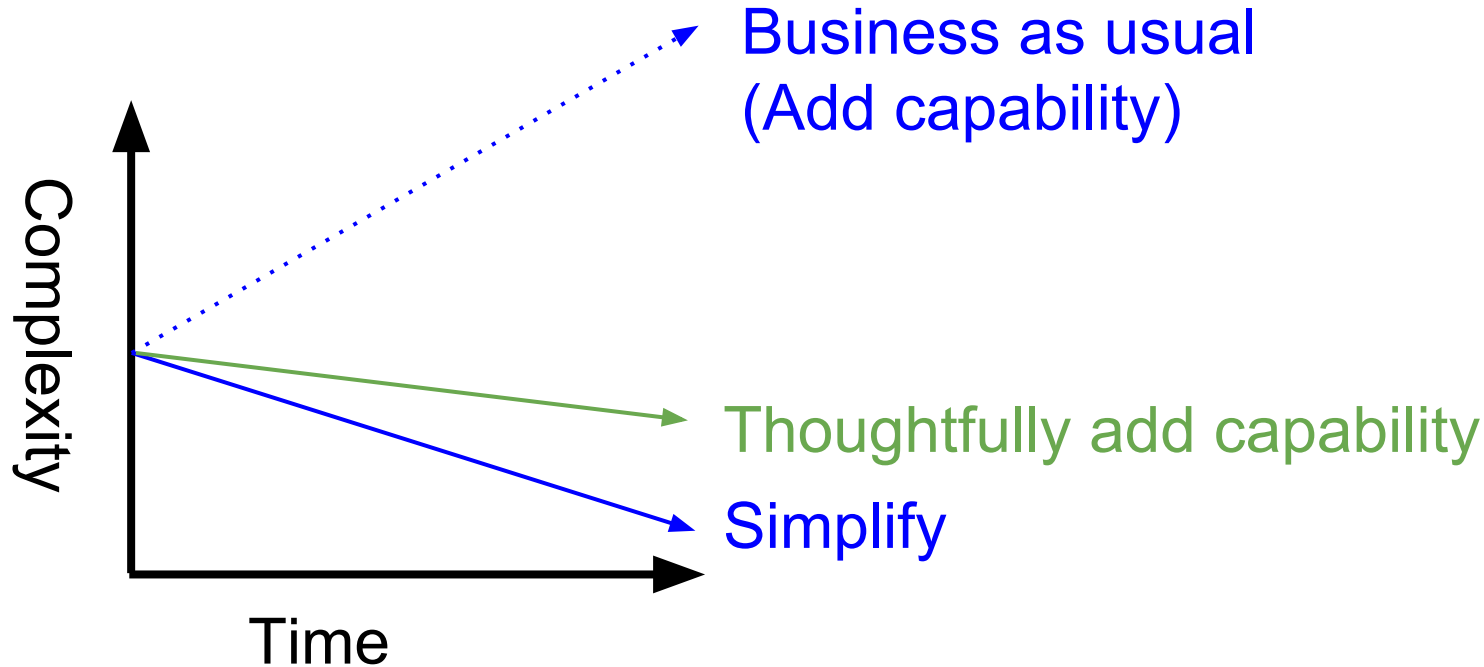 Business as usual
(Add capability)
Complexity
Thoughtfully add capability
Simplify
Time